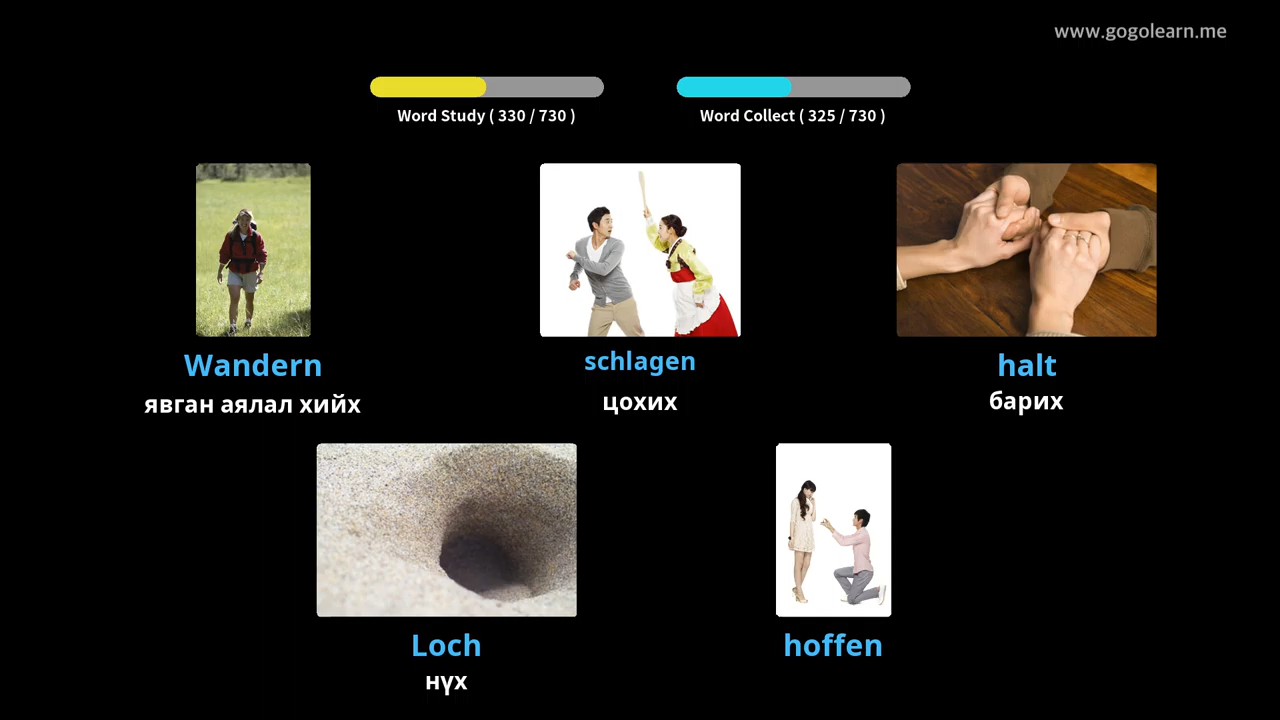 www.gogolearn.me
Word Study ( 330 / 730 )
Word Collect ( 325 / 730 )
Wandern
явган аялал хийх
schlagen
цохих
halt
барих
Loch
нүх
hoffen